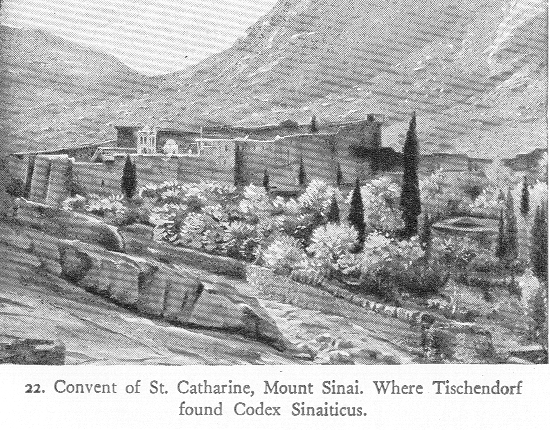 22. Convent of St. Catharine, Mount Sinai. Where Tischendorf
found Codex Sinaiticus.